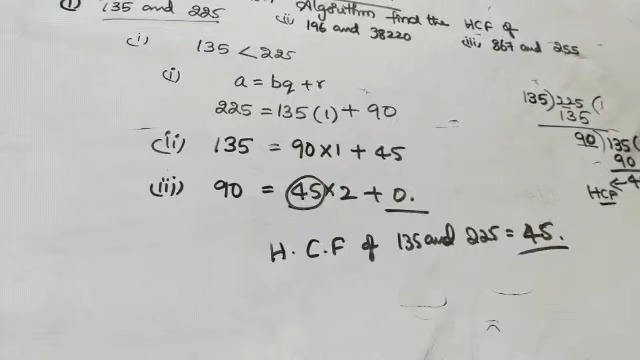 Algorithm find the HCF of
(i) 135 and 225
(ii) 196 and 38220
(iii) 867 and 255
(i) 135 < 225
(i) a = bq + r
225 = 135 (1) + 90
(ii) 135 = 90 × 1 + 45
(iii) 90 = 45 × 2 + 0.
H.C.F of 135 and 225 = 45.
135) 225 (1
135
90) 135 (
90
HCF ←